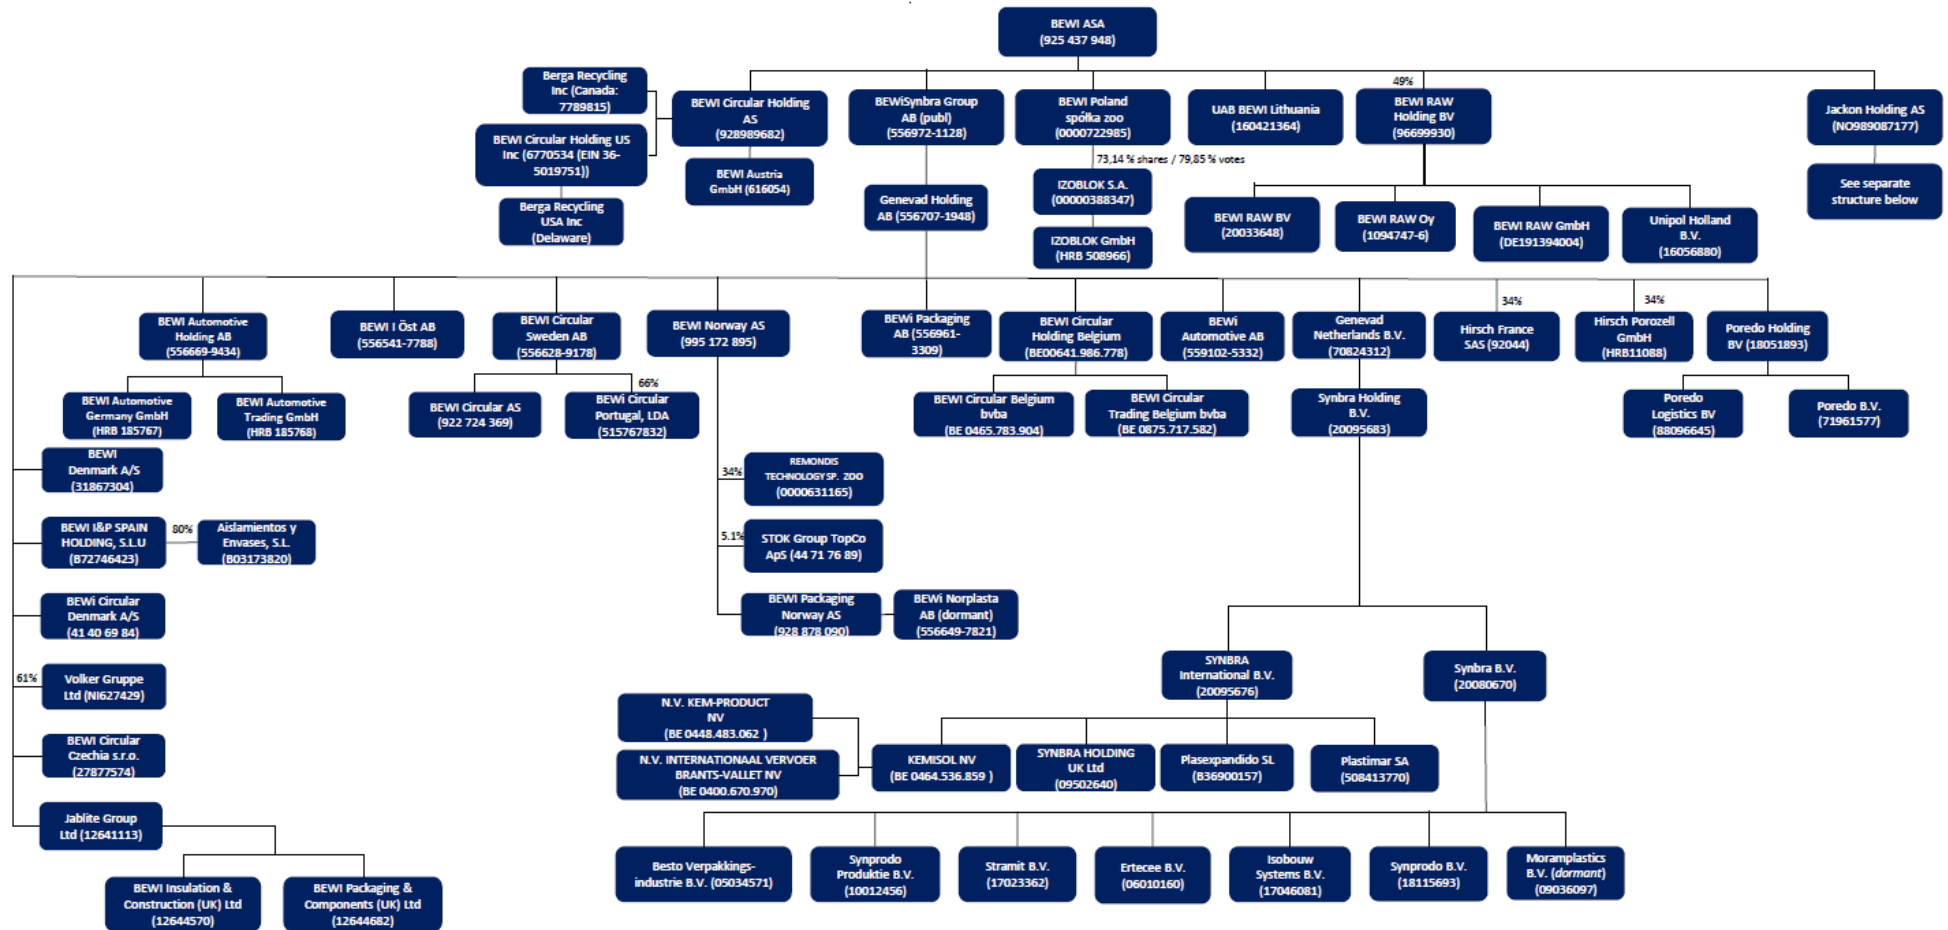 BEWI ASA
(925 437 948)
Berga Recycling
Inc (Canada:
7789815)
BEWI Circular Holding
AS
(928989682)
BEWiSynbra Group
AB (publ)
(556972-1128)
BEWI Poland
spółka zoo
(0000722985)
UAB BEWI Lithuania
(160421364)
49%
BEWI RAW
Holding BV
(96699930)
Jackon Holding AS
(NO989087177)
BEWI Circular Holding US
Inc (6770534 (EIN 36-
5019751))
BEWI Austria
GmbH (616054)
73,14 % shares / 79,85 % votes
Berga Recycling
USA Inc
(Delaware)
Genevad Holding
AB (556707-1948)
IZOBLOK S.A.
(00000388347)
IZOBLOK GmbH
(HRB 508966)
BEWI RAW BV
(20033648)
BEWI RAW Oy
(1094747-6)
BEWI RAW GmbH
(DE191394004)
Unipol Holland
B.V.
(16056880)
See separate
structure below
BEWI Automotive
Holding AB
(556669-9434)
BEWI I Öst AB
(556541-7788)
BEWI Circular
Sweden AB
(556628-9178)
BEWI Norway AS
(995 172 895)
BEWi Packaging
AB (556961-
3309)
BEWI Circular
Holding Belgium
(BE00641.986.778)
BEWi
Automotive AB
(559102-5332)
Genevad
Netherlands B.V.
(70824312)
34%
Hirsch France
SAS (92044)
34%
Hirsch Porozell
GmbH
(HRB11088)
Poredo Holding
BV (18051893)
BEWI Automotive
Germany GmbH
(HRB 185767)
BEWI Automotive
Trading GmbH
(HRB 185768)
BEWI Circular AS
(922 724 369)
66%
BEWi Circular
Portugal, LDA
(515767832)
BEWI Circular Belgium
bvba
(BE 0465.783.904)
BEWI Circular
Trading Belgium bvba
(BE 0875.717.582)
Synbra Holding
B.V.
(20095683)
Poredo
Logistics BV
(88096645)
Poredo B.V.
(71961577)
BEWI
Denmark A/S
(31867304)
34%
REMONDIS
TECHNOLOGY SP. ZOO
(0000631165)
BEWI I&P SPAIN
HOLDING, S.L.U
(B72746423)
80%
Aislamientos y
Envases, S.L.
(B03173820)
5.1%
STOK Group TopCo
ApS (44 71 76 89)
BEWi Circular
Denmark A/S
(41 40 69 84)
BEWI Packaging
Norway AS
(928 878 090)
BEWi Norplasta
AB (dormant)
(556649-7821)
61%
Volker Gruppe
Ltd (NI627429)
SYNBRA
International B.V.
(20095676)
Synbra B.V.
(20080670)
N.V. KEM-PRODUCT
NV
(BE 0448.483.062 )
BEWI Circular
Czechia s.r.o.
(27877574)
N.V. INTERNATIONAAL VERVOER
BRANTS-VALLET NV
(BE 0400.670.970)
KEMISOL NV
(BE 0464.536.859 )
SYNBRA HOLDING
UK Ltd
(09502640)
Plasexpandido SL
(B36900157)
Plastimar SA
(508413770)
Jablite Group
Ltd (12641113)
BEWI Insulation &
Construction (UK) Ltd
(12644570)
BEWI Packaging &
Components (UK) Ltd
(12644682)
Besto Verpakkings-
industrie B.V. (05034571)
Synprodo
Produktie B.V.
(10012456)
Stramit B.V.
(17023362)
Ertecee B.V.
(06010160)
Isobouw
Systems B.V.
(17046081)
Synprodo B.V.
(18115693)
Moramplastics
B.V. (dormant)
(09036097)